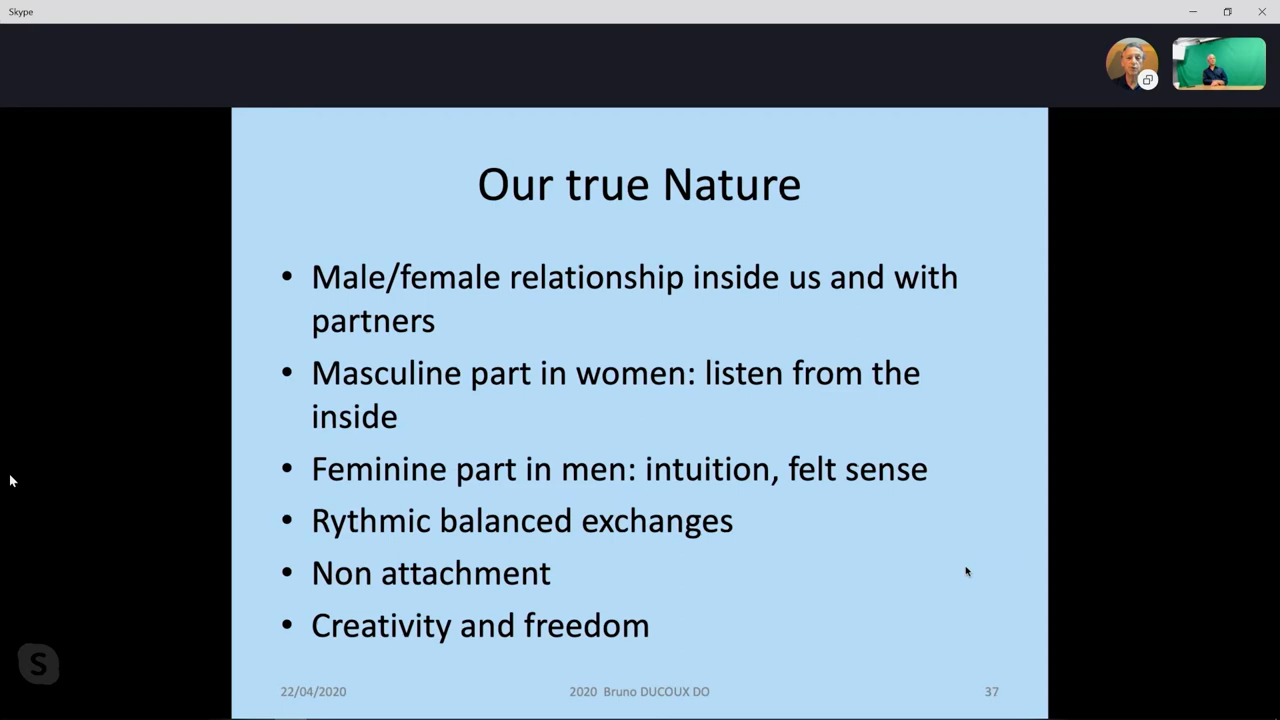 Skype
Our true Nature
• Male/female relationship inside us and with
partners
• Masculine part in women: listen from the
inside
• Feminine part in men: intuition, felt sense
• Rythmic balanced exchanges
• Non attachment
• Creativity and freedom
S
22/04/2020 2020 Bruno DUCOUX DO 37